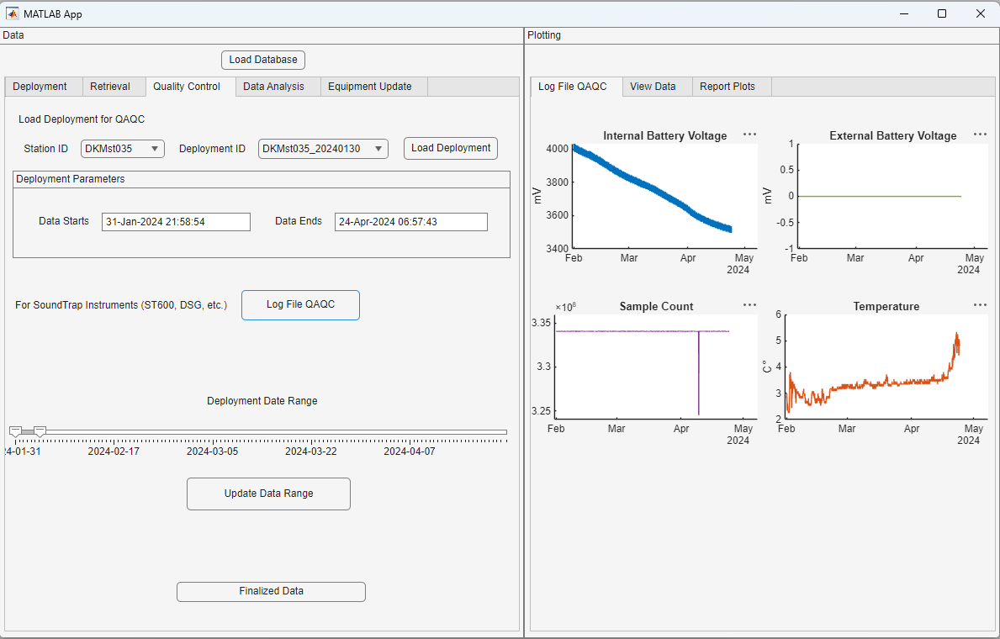 MATLAB App
Data
Load Database
Deployment Retrieval Quality Control Data Analysis Equipment Update
Load Deployment for QAQC
Station ID DKMst035 Deployment ID DKMst035_20240130 Load Deployment
Deployment Parameters
Data Starts 31-Jan-2024 21:58:54 Data Ends 24-Apr-2024 06:57:43
For SoundTrap Instruments (ST600, DSG, etc.) Log File QAQC
Deployment Date Range
4-01-31 2024-02-17 2024-03-05 2024-03-22 2024-04-07
Update Data Range
Finalized Data
Plotting
Log File QAQC View Data Report Plots
Internal Battery Voltage
4000
3800
3600
3400
mV
Feb Mar Apr May
2024
External Battery Voltage
1
0.5
0
-0.5
-1
mV
Feb Mar Apr May
2024
Sample Count
×10⁸
3.35
3.3
3.25
Feb Mar Apr May
2024
Temperature
6
5
4
3
2
C°
Feb Mar Apr May
2024